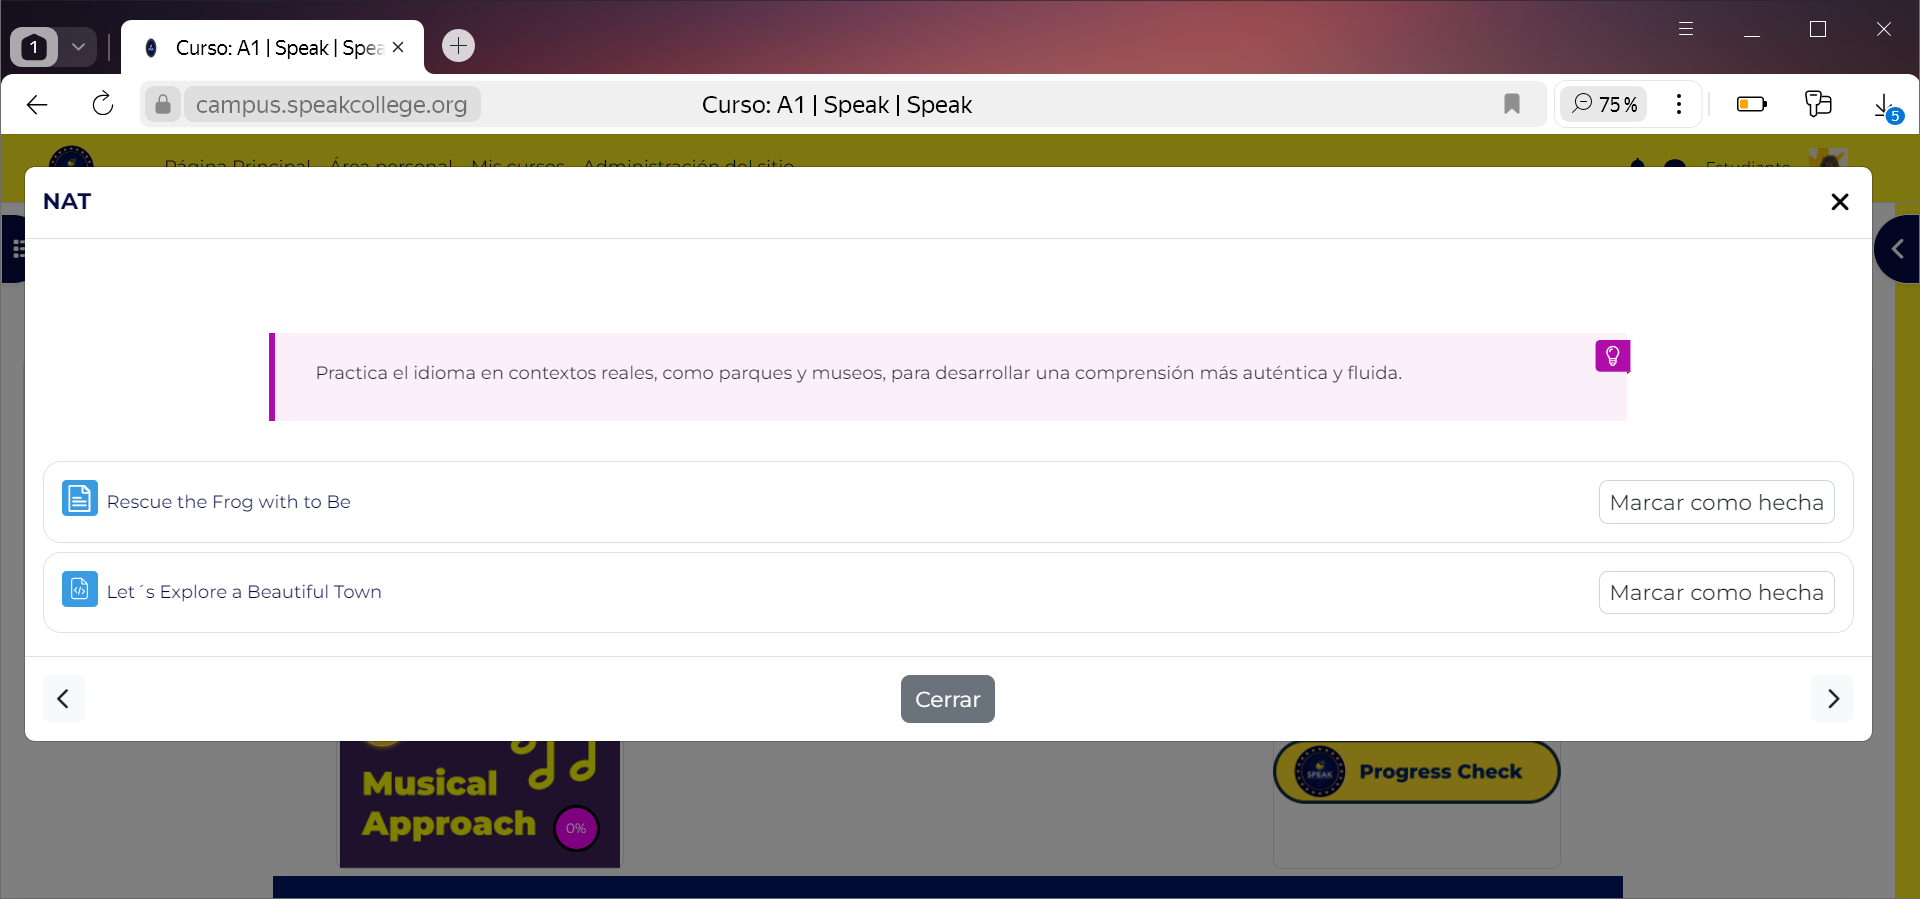 1
Curso: A1 | Speak | Spea
campus.speakcollege.org
Curso: A1 | Speak | Speak
75 %
5
Página Principal Área personal Mis cursos Administración del sitio
Estudiante
NAT
Practica el idioma en contextos reales, como parques y museos, para desarrollar una comprensión más auténtica y fluida.
Rescue the Frog with to Be
Marcar como hecha
Let´s Explore a Beautiful Town
Marcar como hecha
Cerrar
Musical
Approach
0%
SPEAK
Progress Check